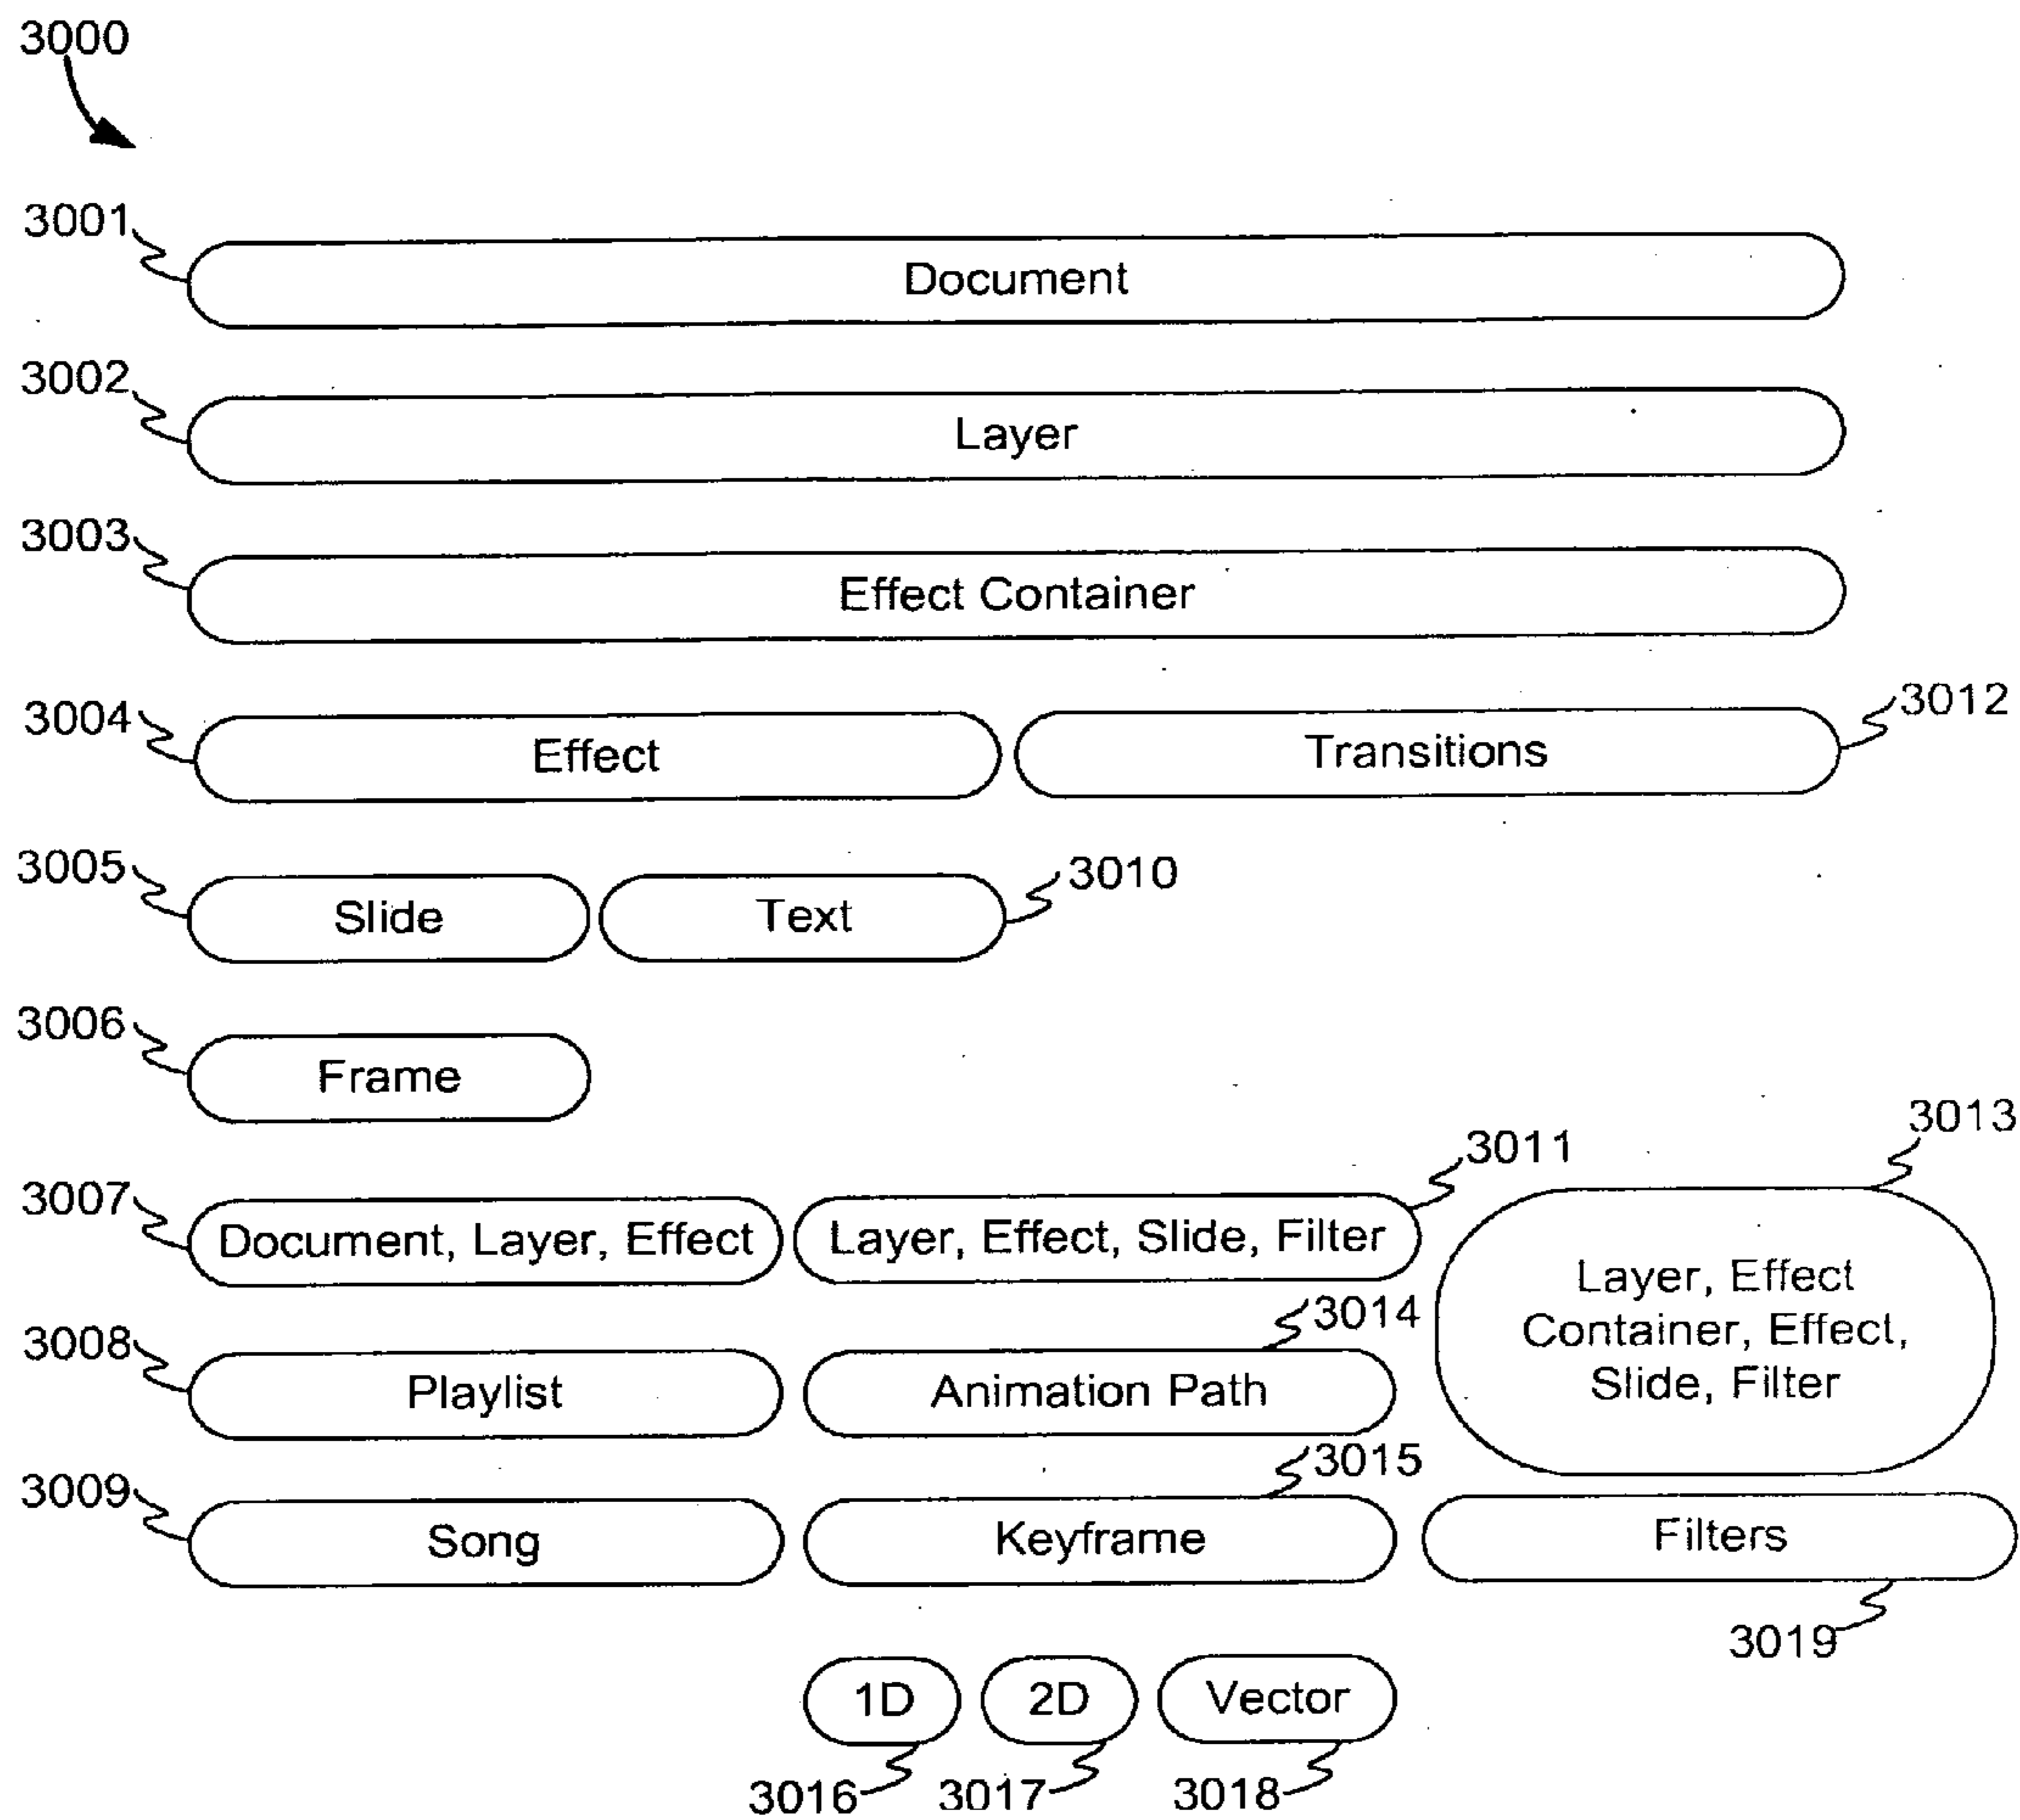 3000
3001
Document
3002
Layer
3003
Effect Container
3004
Effect
Transitions
3012
3005
Slide
Text
3010
3006
Frame
3007
Document, Layer, Effect
Layer, Effect, Slide, Filter
3011
3013
Layer, Effect
Container, Effect,
Slide, Filter
3008
Playlist
Animation Path
3014
3009
Song
Keyframe
3015
Filters
3019
1D
2D
Vector
3016
3017
3018